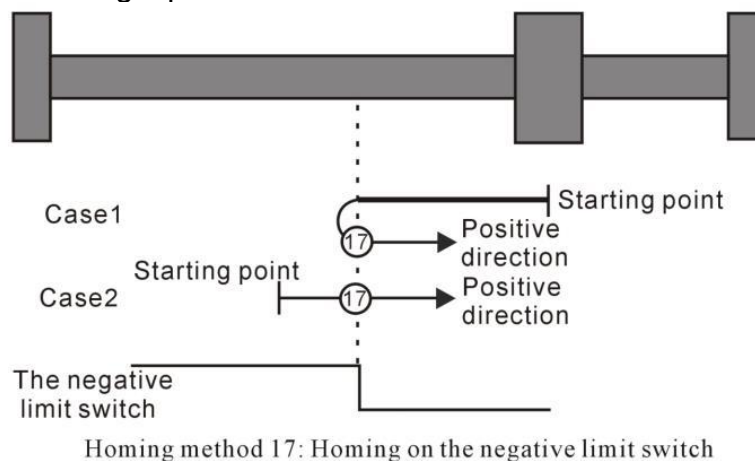 Case1
Starting point
17
Positive
direction
Starting point
Case2
17
Positive
direction
The negative
limit switch
Homing method 17: Homing on the negative limit switch